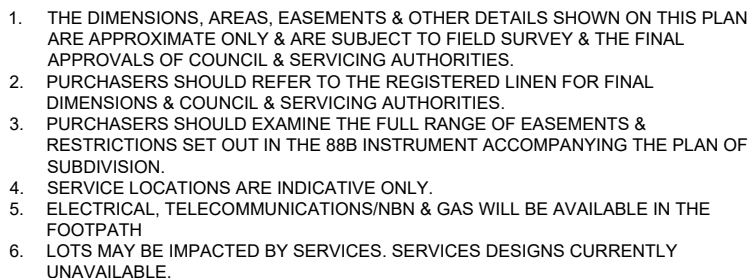 1. THE DIMENSIONS, AREAS, EASEMENTS & OTHER DETAILS SHOWN ON THIS PLAN
ARE APPROXIMATE ONLY & ARE SUBJECT TO FIELD SURVEY & THE FINAL
APPROVALS OF COUNCIL & SERVICING AUTHORITIES.
2. PURCHASERS SHOULD REFER TO THE REGISTERED LINEN FOR FINAL
DIMENSIONS & COUNCIL & SERVICING AUTHORITIES.
3. PURCHASERS SHOULD EXAMINE THE FULL RANGE OF EASEMENTS &
RESTRICTIONS SET OUT IN THE 88B INSTRUMENT ACCOMPANYING THE PLAN OF
SUBDIVISION.
4. SERVICE LOCATIONS ARE INDICATIVE ONLY.
5. ELECTRICAL, TELECOMMUNICATIONS/NBN & GAS WILL BE AVAILABLE IN THE
FOOTPATH
6. LOTS MAY BE IMPACTED BY SERVICES. SERVICES DESIGNS CURRENTLY
UNAVAILABLE.